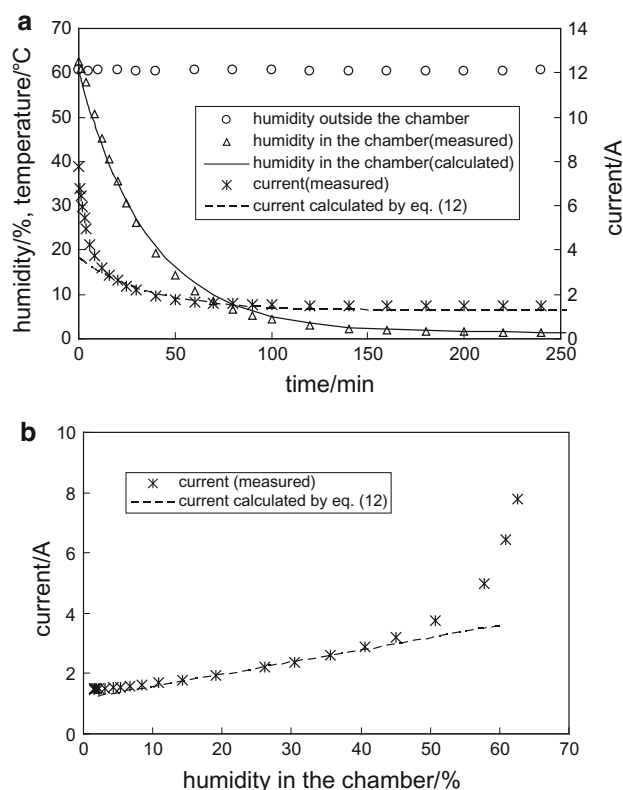 a
humidity/%, temperature/°C
70
60
50
40
30
20
10
0
14
12
10
8
6
4
2
0
current/A
humidity outside the chamber
humidity in the chamber(measured)
humidity in the chamber(calculated)
current(measured)
current calculated by eq. (12)
0 50 100 150 200 250
time/min
b
current/A
10
8
6
4
2
0
current (measured)
current calculated by eq. (12)
0 10 20 30 40 50 60 70
humidity in the chamber/%